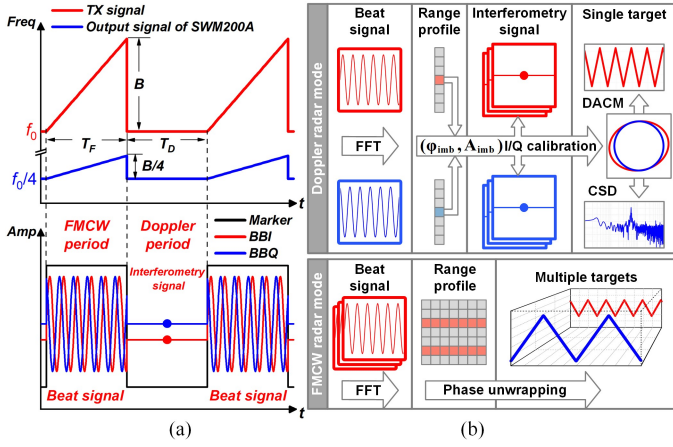 Freq
TX signal
Output signal of SWM200A
B
f0
TF
TD
B/4
f0/4
t
Amp
FMCW period
Doppler period
Marker
BBI
BBQ
Interferometry signal
Beat signal
Beat signal
t
(a)
Doppler radar mode
Beat signal
Range profile
Interferometry signal
Single target
FFT
(φimb, Aimb)
I/Q calibration
DACM
CSD
FMCW radar mode
Beat signal
Range profile
Multiple targets
FFT
Phase unwrapping
(b)